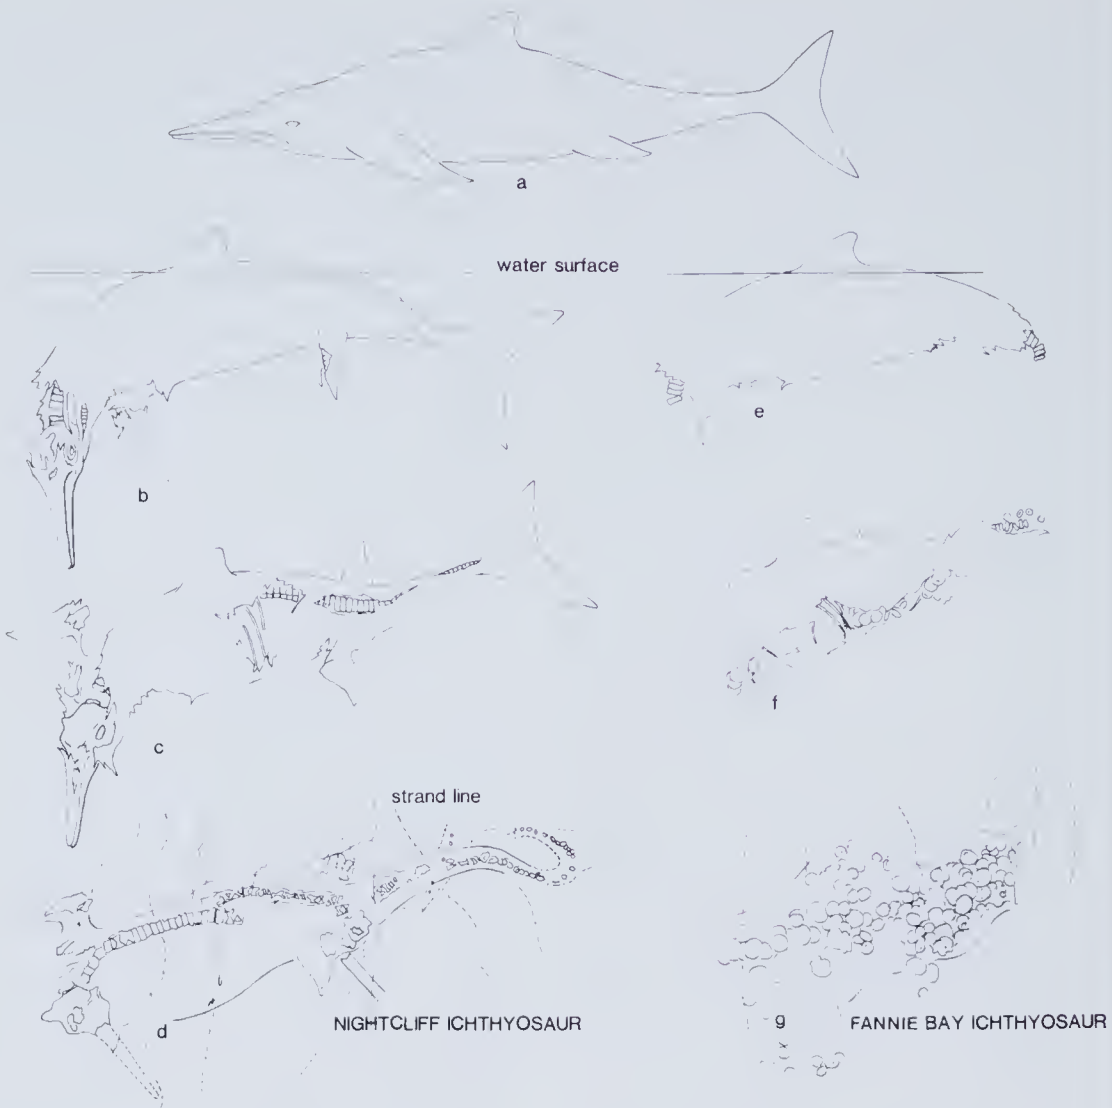 a
water surface
b
e
c
f
strand line
d
NIGHTCLIFF ICHTHYOSAUR
g
FANNIE BAY ICHTHYOSAUR